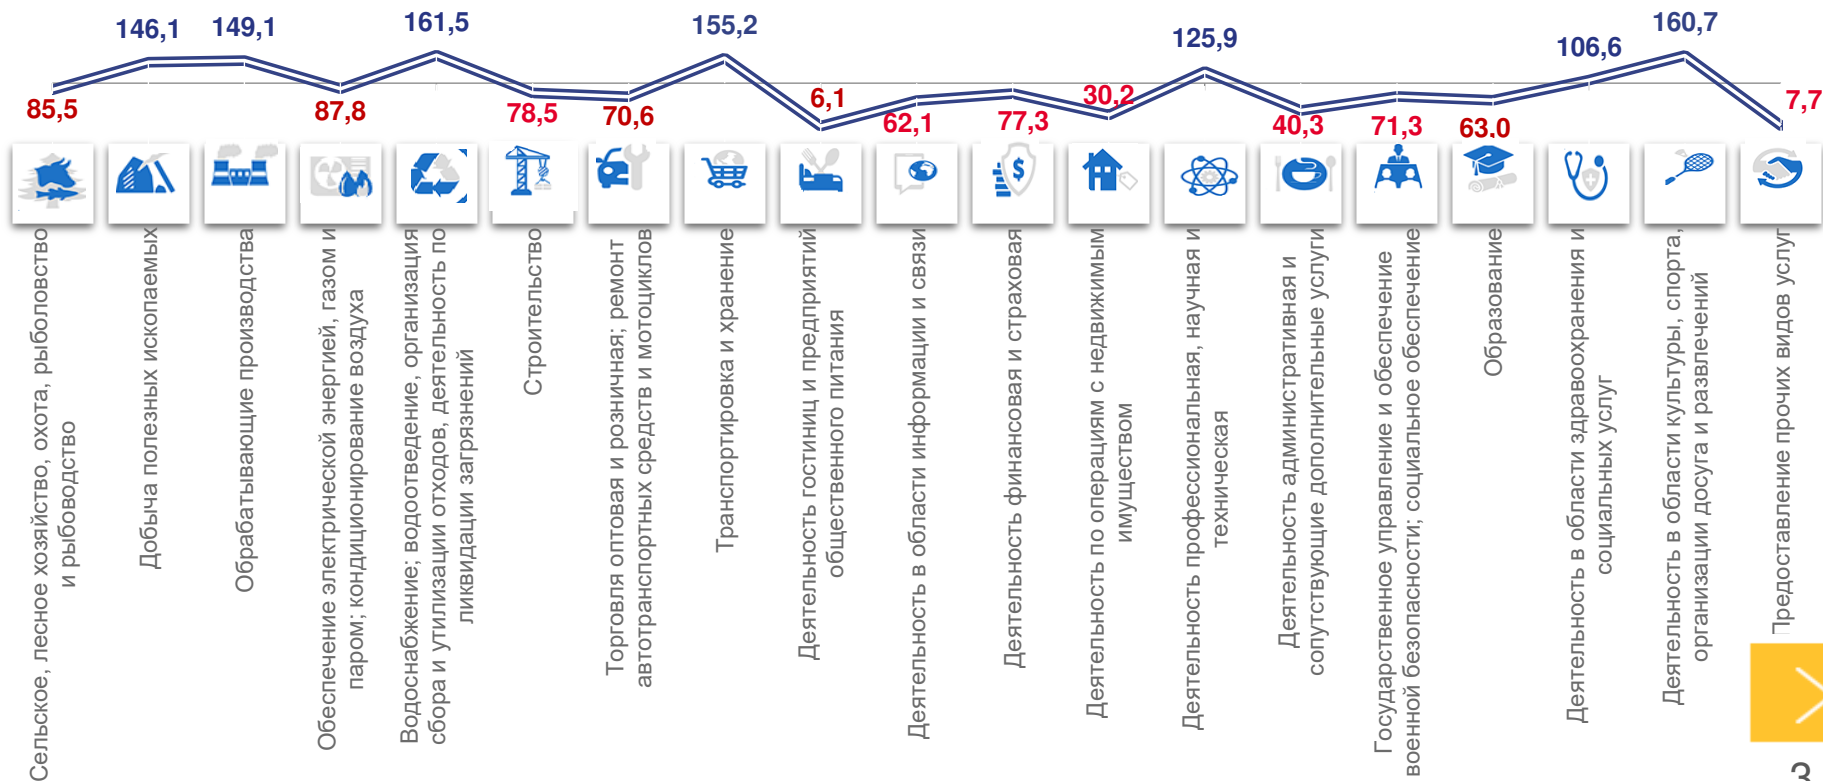 146,1
149,1
161,5
155,2
125,9
106,6
160,7
85,5
87,8
78,5
70,6
6,1
62,1
77,3
30,2
40,3
71,3
63,0
7,7
Сельское, лесное хозяйство, охота, рыболовство
и рыбоводство
Добыча полезных ископаемых
Обрабатывающие производства
Обеспечение электрической энергией, газом и
паром; кондиционирование воздуха
Водоснабжение; водоотведение, организация
сбора и утилизации отходов, деятельность по
ликвидации загрязнений
Строительство
Торговля оптовая и розничная; ремонт
автотранспортных средств и мотоциклов
Транспортировка и хранение
Деятельность гостиниц и предприятий
общественного питания
Деятельность в области информации и связи
Деятельность финансовая и страховая
Деятельность по операциям с недвижимым
имуществом
Деятельность профессиональная, научная и
техническая
Деятельность административная и
сопутствующие дополнительные услуги
Государственное управление и обеспечение
военной безопасности; социальное обеспечение
Образование
Деятельность в области здравоохранения и
социальных услуг
Деятельность в области культуры, спорта,
организации досуга и развлечений
Предоставление прочих видов услуг
3